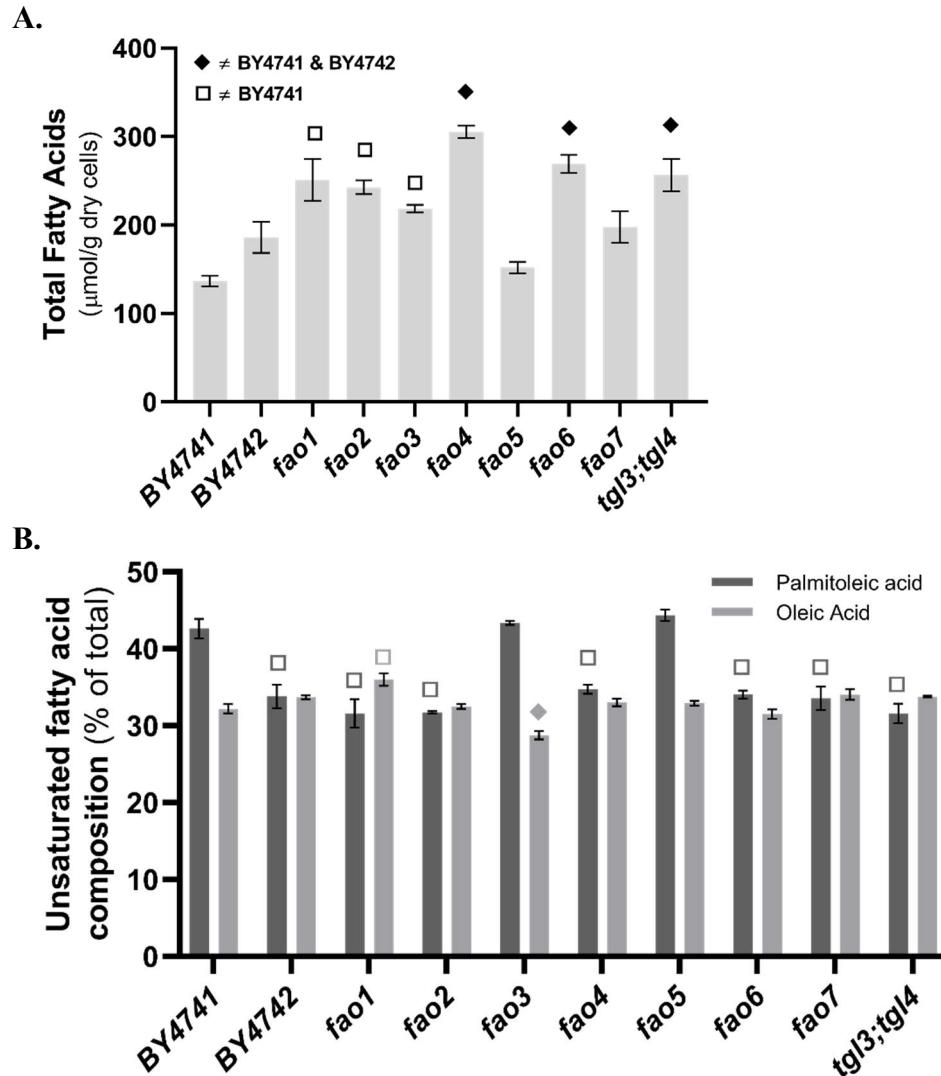 A.
◆ ≠ BY4741 & BY4742
□ ≠ BY4741
Total Fatty Acids
(μmol/g dry cells)
400
300
200
100
0
BY4741
BY4742
fao1
fao2
fao3
fao4
fao5
fao6
fao7
tgl3;tgl4
B.
Palmitoleic acid
Oleic Acid
Unsaturated fatty acid
composition (% of total)
50
40
30
20
10
0
BY4741
BY4742
fao1
fao2
fao3
fao4
fao5
fao6
fao7
tgl3;tgl4